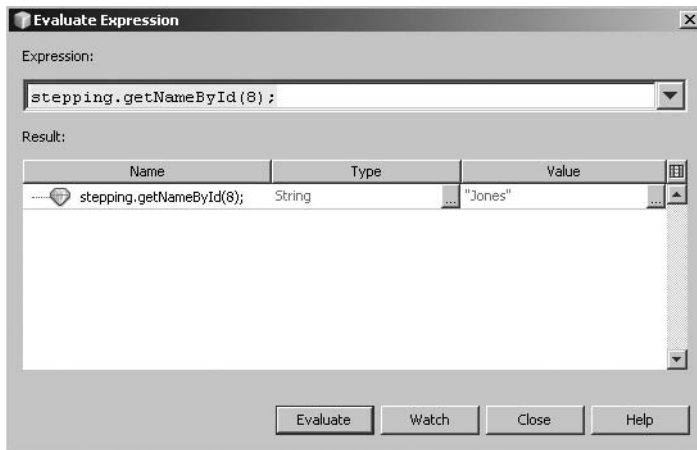 Evaluate Expression
Expression:
stepping.getNameById(8);
Result:
Name Type Value
stepping.getNameById(8); String ... "Jones" ...
Evaluate Watch Close Help